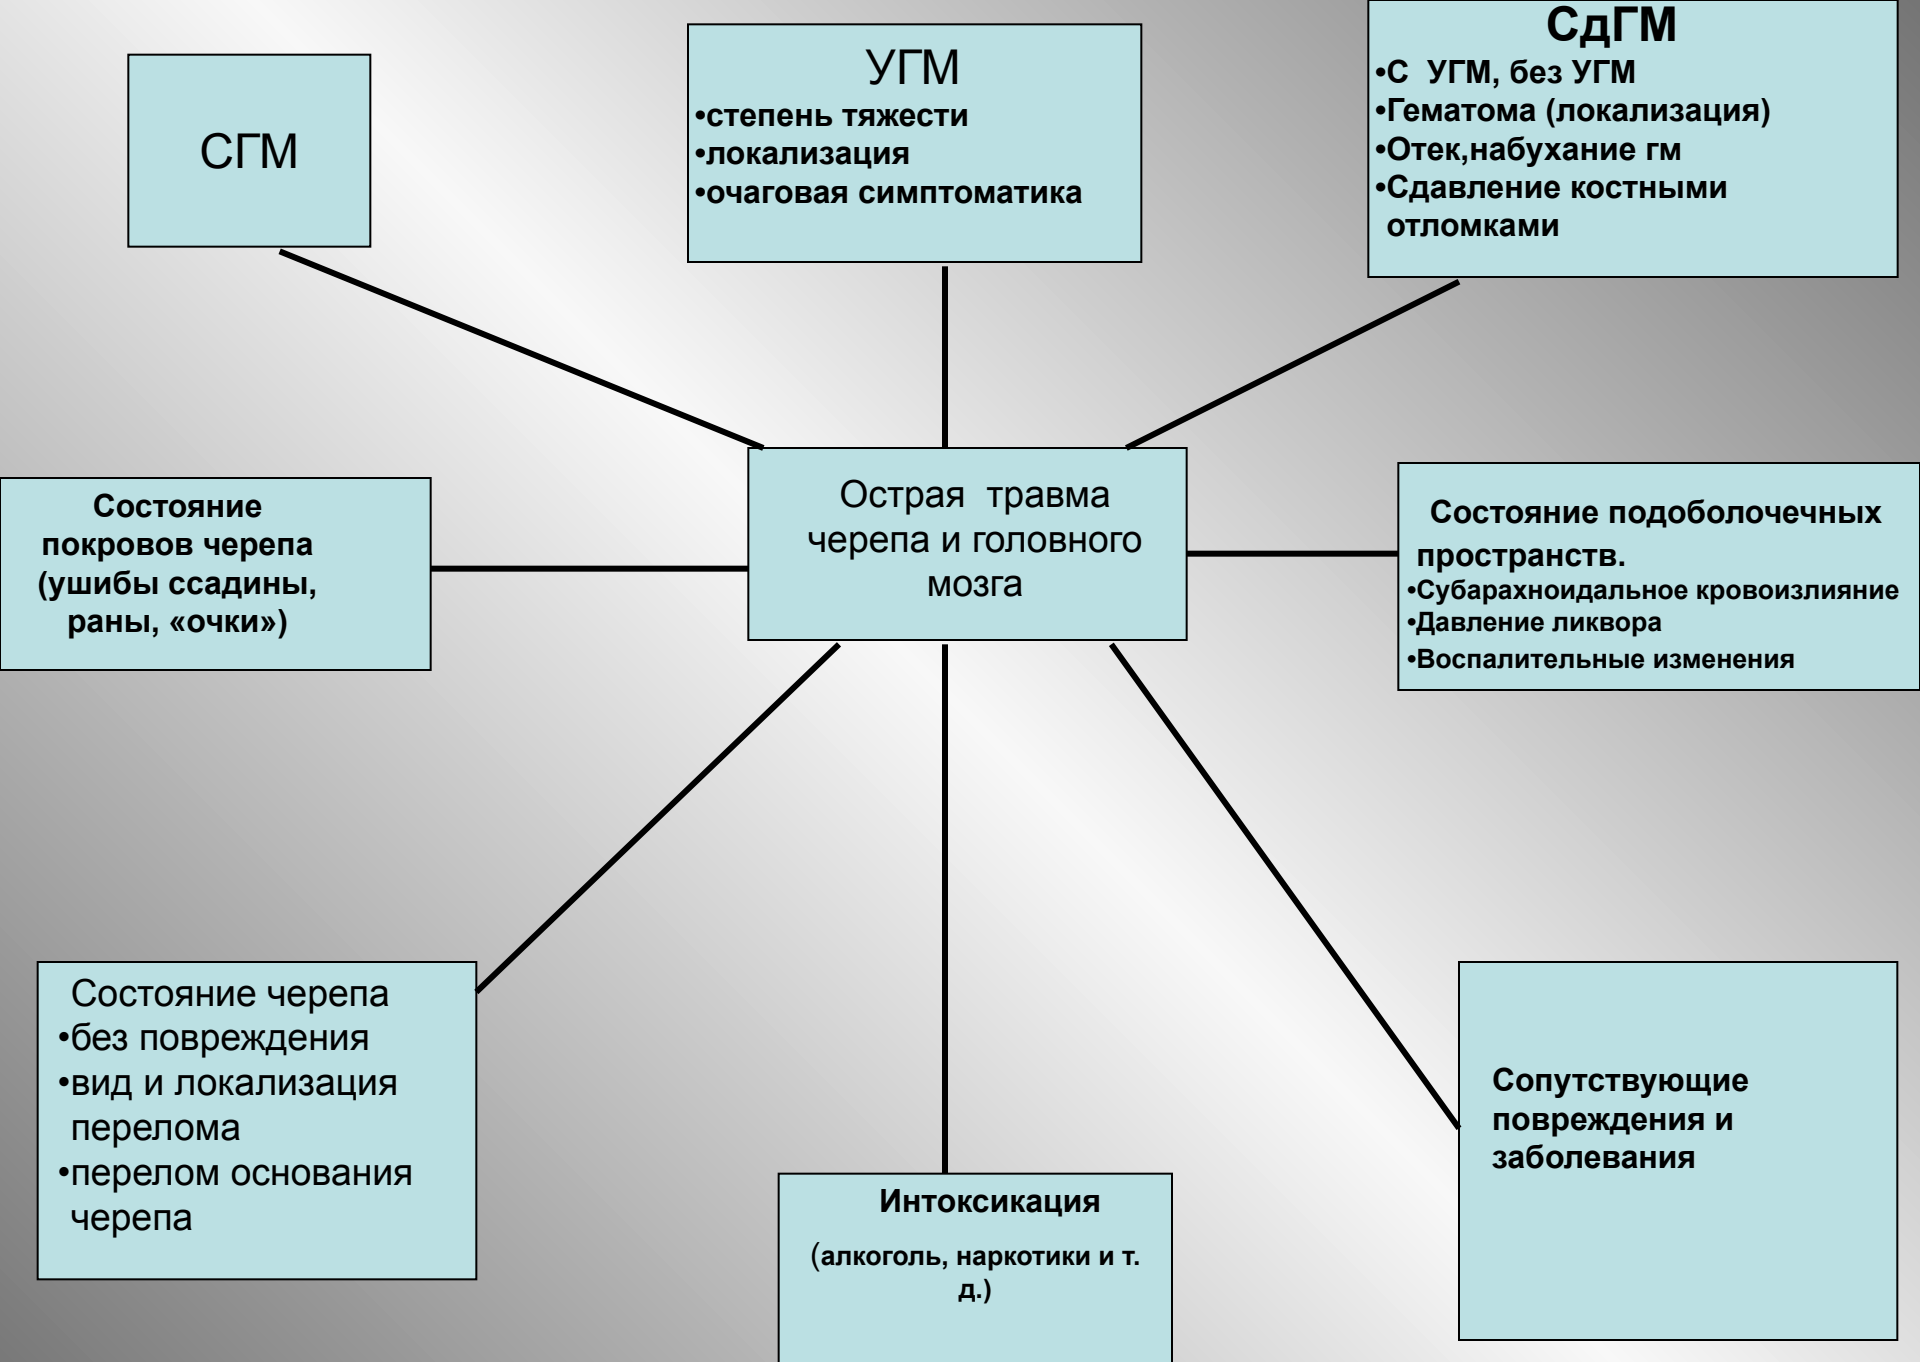 СГМ
УГМ
•степень тяжести
•локализация
•очаговая симптоматика
СдГМ
•С УГМ, без УГМ
•Гематома (локализация)
•Отек,набухание гм
•Сдавление костными
отломками
Состояние
покровов черепа
(ушибы ссадины,
раны, «очки»)
Острая травма
черепа и головного
мозга
Состояние подоболочечных
пространств.
•Субарахноидальное кровоизлияние
•Давление ликвора
•Воспалительные изменения
Состояние черепа
•без повреждения
•вид и локализация
перелома
•перелом основания
черепа
Интоксикация
(алкоголь, наркотики и т.
д.)
Сопутствующие
повреждения и
заболевания